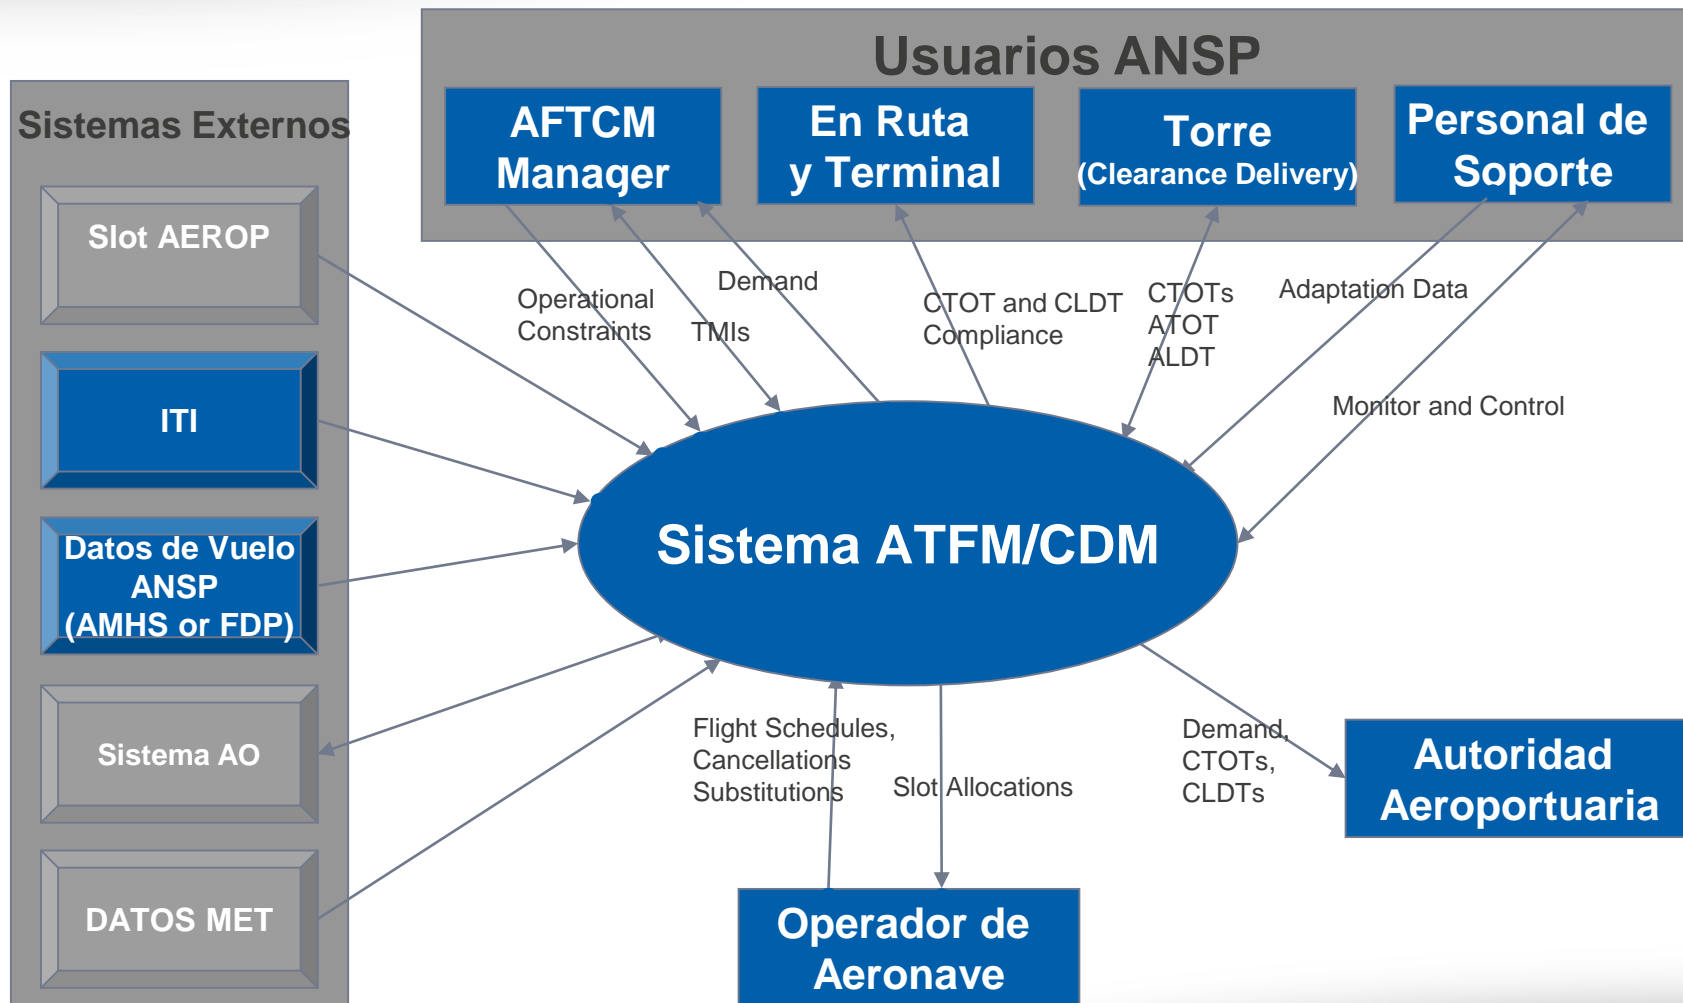 Usuarios ANSP
Sistemas Externos
AFTCM
Manager
En Ruta
y Terminal
Torre
(Clearance Delivery)
Personal de
Soporte
Slot AEROP
ITI
Datos de Vuelo
ANSP
(AMHS or FDP)
Sistema AO
DATOS MET
Operational
Constraints
TMIs
Demand
CTOT and CLDT
Compliance
CTOTs
ATOT
ALDT
Adaptation Data
Monitor and Control
Sistema ATFM/CDM
Flight Schedules,
Cancellations
Substitutions
Slot Allocations
Demand,
CTOTs,
CLDTs
Autoridad
Aeroportuaria
Operador de
Aeronave